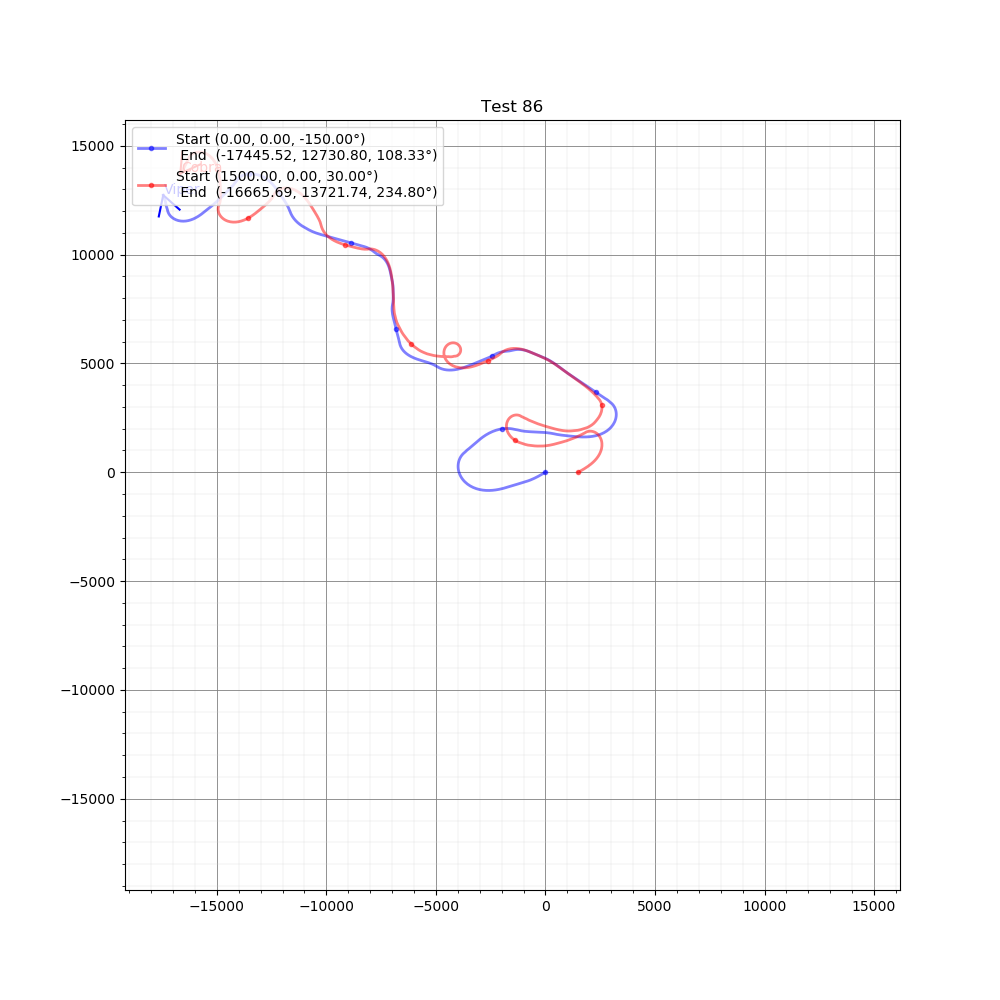 Test 86
Start (0.00, 0.00, -150.00°)
End (-17445.52, 12730.80, 108.33°)
Start (1500.00, 0.00, 30.00°)
End (-16665.69, 13721.74, 234.80°)
15000
10000
5000
0
−5000
−10000
−15000
−15000 −10000 −5000 0 5000 10000 15000